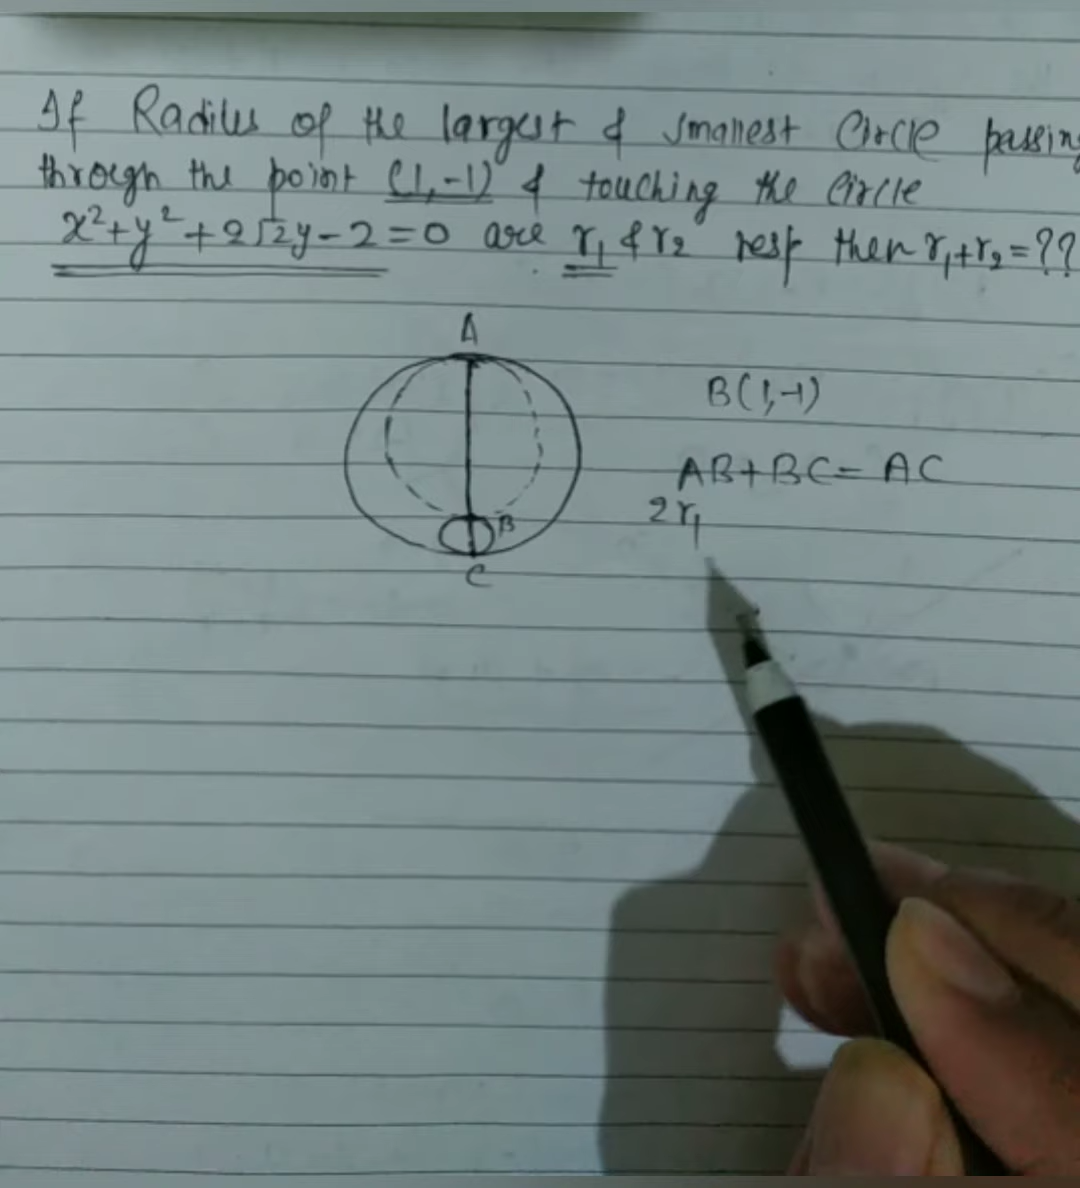 If Radius of the largest & smallest Circle passing
through the point (1,-1) & touching the Circle
x²+y²+2√2y-2=0 are r₁ & r₂ resp then r₁+r₂=??
A
B(1,-1)
AB+BC=AC
2r₁
B
C